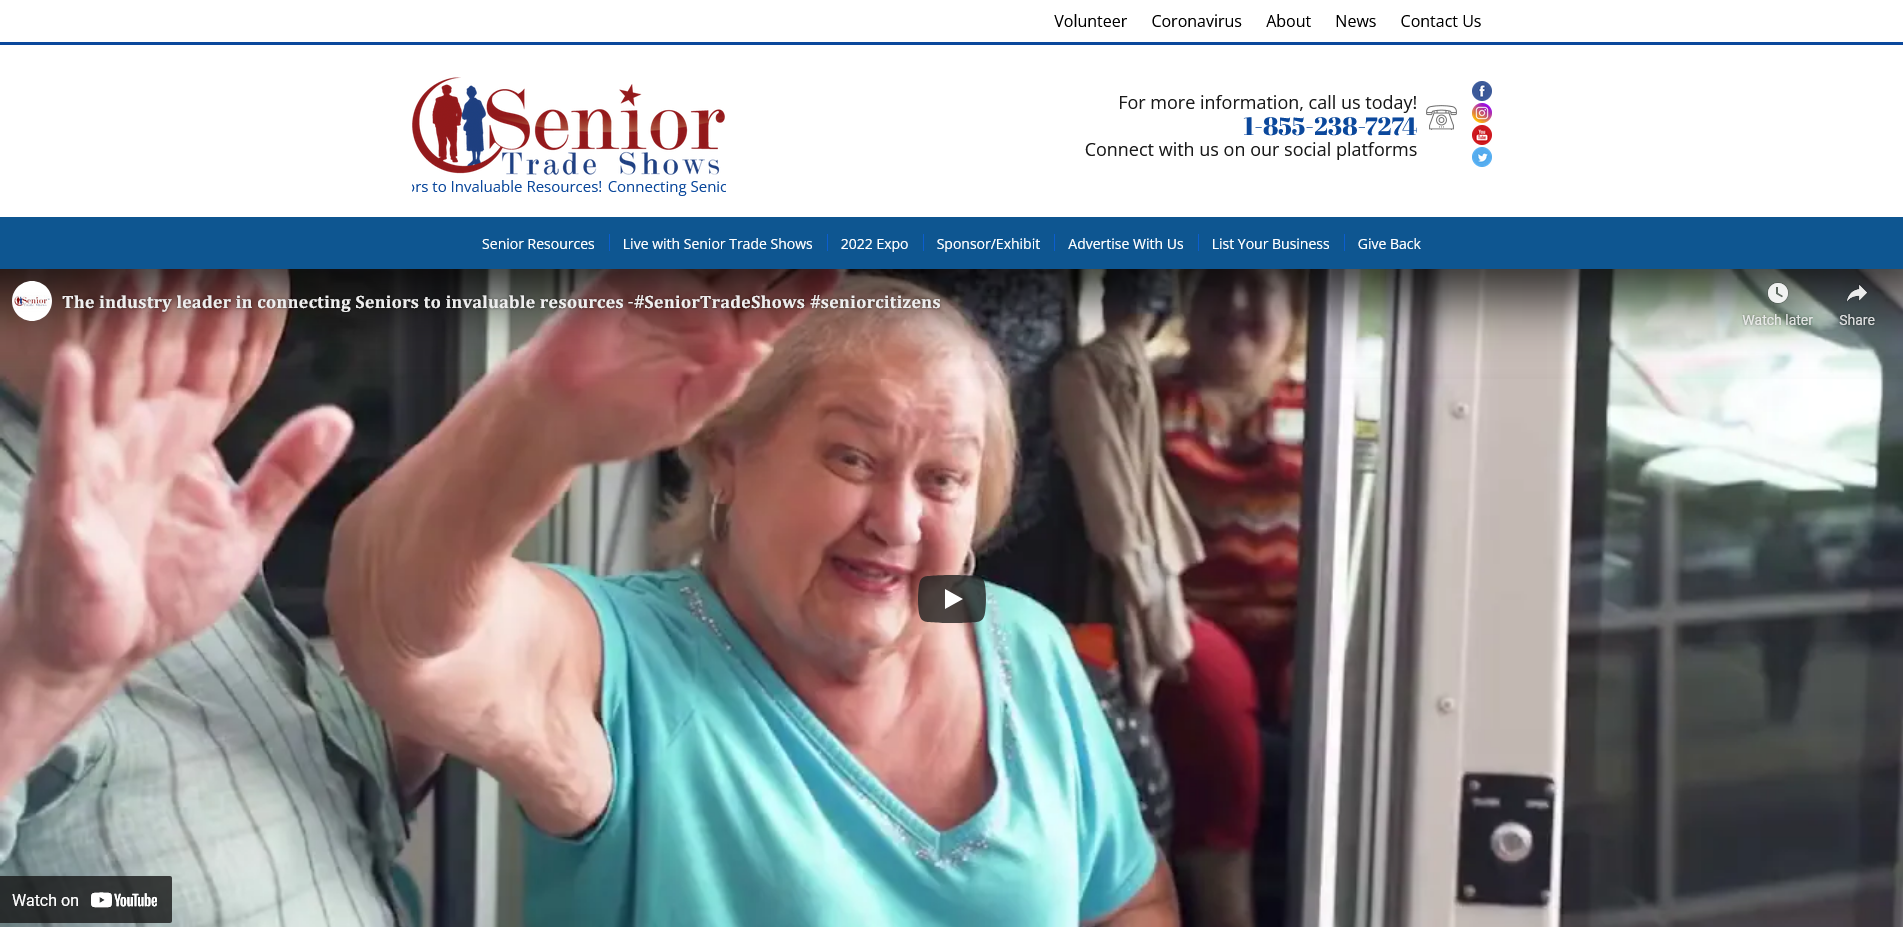 Volunteer Coronavirus About News Contact Us
Senior
Trade Shows
ors to Invaluable Resources! Connecting Senic
For more information, call us today!
1-855-238-7274
Connect with us on our social platforms
Senior Resources Live with Senior Trade Shows 2022 Expo Sponsor/Exhibit Advertise With Us List Your Business Give Back
Senior
The industry leader in connecting Seniors to invaluable resources -#SeniorTradeShows #seniorcitizens
Watch later Share
Watch on YouTube